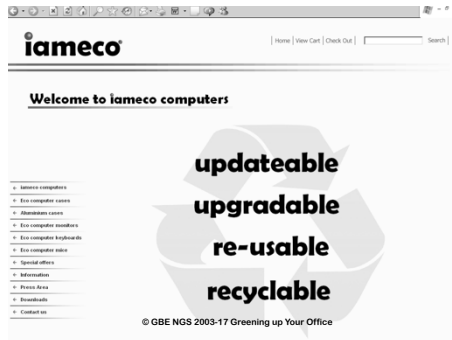 iameco
Home | View Cart | Check Out | Search
Welcome to iameco computers
updateable
upgradable
re-usable
recyclable
iameco computers
Eco computer cases
Aluminium cases
Eco computer monitors
Eco computer keyboards
Eco computer mice
Special offers
Information
Press Area
Downloads
Contact us
© GBE NGS 2003-17 Greening up Your Office